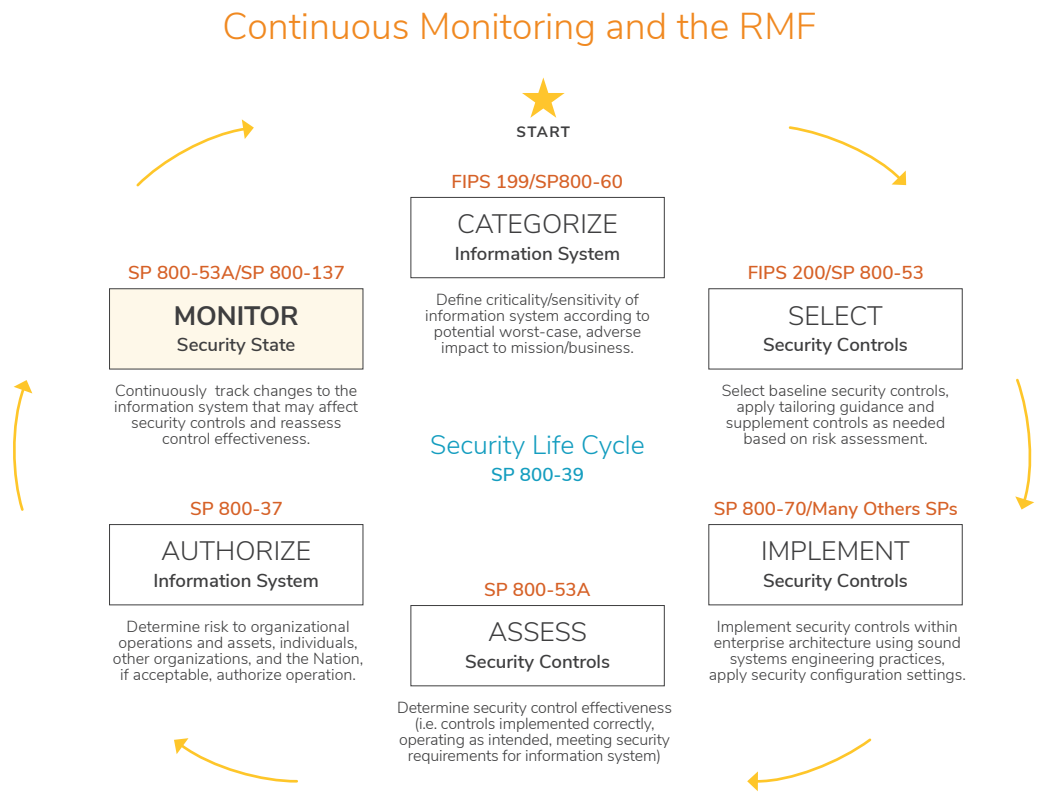 Continuous Monitoring and the RMF
START
FIPS 199/SP800-60
CATEGORIZE
Information System
Define criticality/sensitivity of
information system according to
potential worst-case, adverse
impact to mission/business.
FIPS 200/SP 800-53
SELECT
Security Controls
Select baseline security controls,
apply tailoring guidance and
supplement controls as needed
based on risk assessment.
SP 800-70/Many Others SPs
IMPLEMENT
Security Controls
Implement security controls within
enterprise architecture using sound
systems engineering practices,
apply security configuration settings.
SP 800-53A
ASSESS
Security Controls
Determine security control effectiveness
(i.e. controls implemented correctly,
operating as intended, meeting security
requirements for information system)
SP 800-37
AUTHORIZE
Information System
Determine risk to organizational
operations and assets, individuals,
other organizations, and the Nation,
if acceptable, authorize operation.
SP 800-53A/SP 800-137
MONITOR
Security State
Continuously  track changes to the
information system that may affect
security controls and reassess
control effectiveness.
Security Life Cycle
SP 800-39